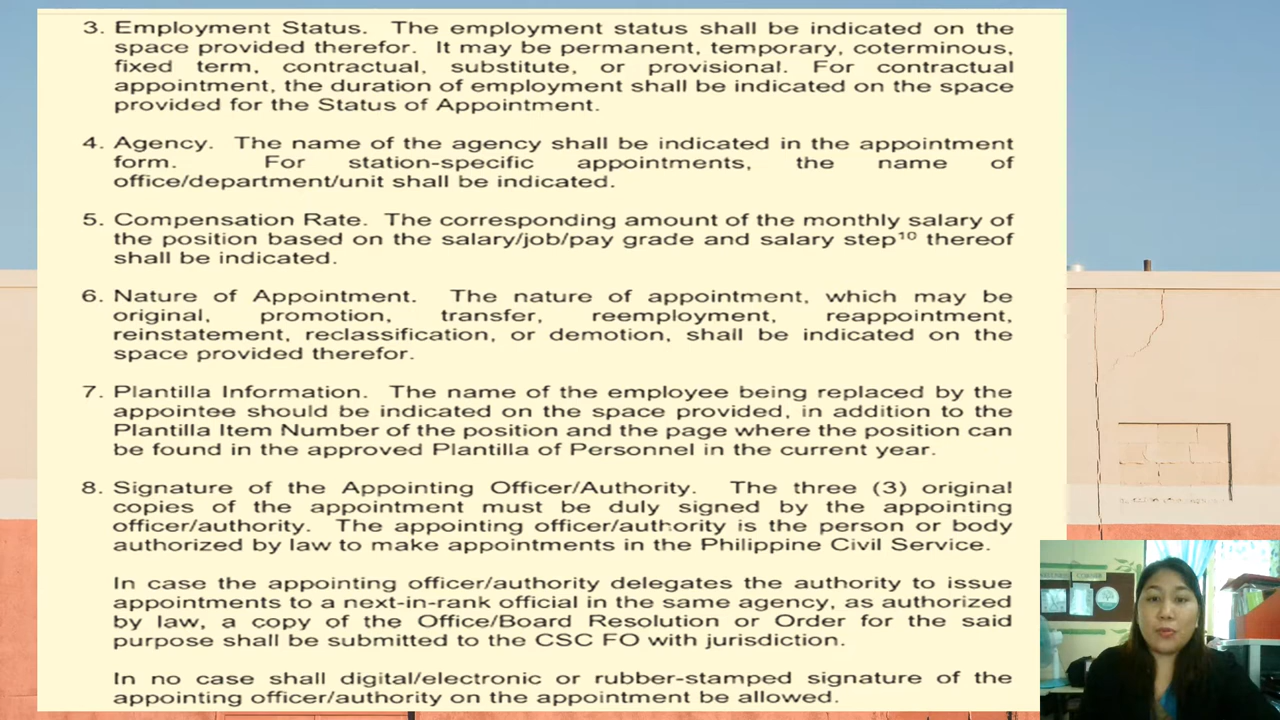 3. Employment Status. The employment status shall be indicated on the
space provided therefor. It may be permanent, temporary, coterminous,
fixed term, contractual, substitute, or provisional. For contractual
appointment, the duration of employment shall be indicated on the space
provided for the Status of Appointment.
4. Agency. The name of the agency shall be indicated in the appointment
form. For station-specific appointments, the name of
office/department/unit shall be indicated.
5. Compensation Rate. The corresponding amount of the monthly salary of
the position based on the salary/job/pay grade and salary step¹⁰ thereof
shall be indicated.
6. Nature of Appointment. The nature of appointment, which may be
original, promotion, transfer, reemployment, reappointment,
reinstatement, reclassification, or demotion, shall be indicated on the
space provided therefor.
7. Plantilla Information. The name of the employee being replaced by the
appointee should be indicated on the space provided, in addition to the
Plantilla Item Number of the position and the page where the position can
be found in the approved Plantilla of Personnel in the current year.
8. Signature of the Appointing Officer/Authority. The three (3) original
copies of the appointment must be duly signed by the appointing
officer/authority. The appointing officer/authority is the person or body
authorized by law to make appointments in the Philippine Civil Service.
In case the appointing officer/authority delegates the authority to issue
appointments to a next-in-rank official in the same agency, as authorized
by law, a copy of the Office/Board Resolution or Order for the said
purpose shall be submitted to the CSC FO with jurisdiction.
In no case shall digital/electronic or rubber-stamped signature of the
appointing officer/authority on the appointment be allowed.